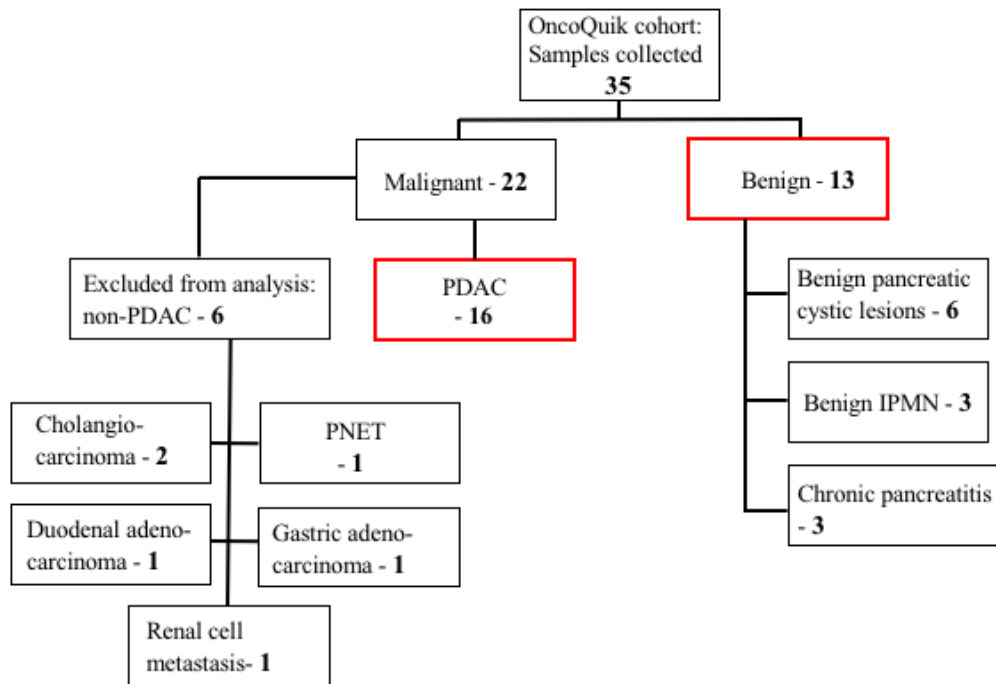 OncoQuik cohort:
Samples collected
35
Malignant - 22
Benign - 13
Excluded from analysis:
non-PDAC - 6
PDAC
- 16
Benign pancreatic
cystic lesions - 6
Benign IPMN - 3
Chronic pancreatitis
- 3
Cholangio-
carcinoma - 2
PNET
- 1
Duodenal adeno-
carcinoma - 1
Gastric adeno-
carcinoma - 1
Renal cell
metastasis- 1